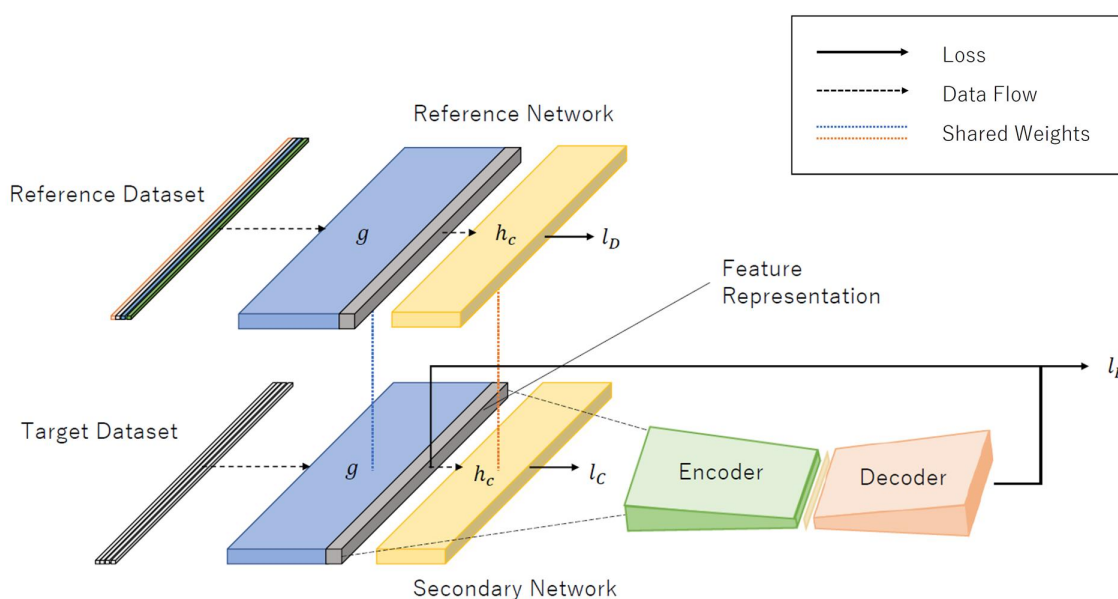 Loss
Data Flow
Shared Weights
Reference Network
Reference Dataset
g
h_c
l_D
Feature
Representation
Target Dataset
g
h_c
l_C
Encoder
Decoder
Secondary Network